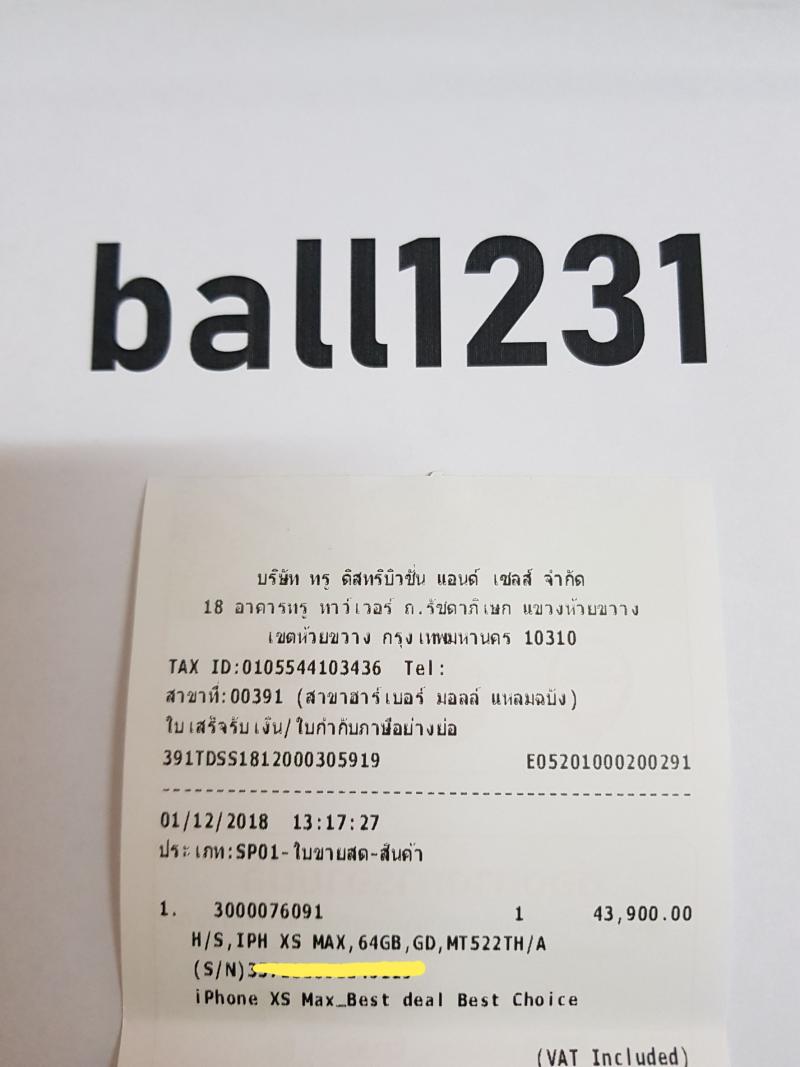 ball1231
บริษัท ทรู ดิสทริบิวชั่น แอนด์ เซลส์ จำกัด
18 อาคารทรู ทาว์เวอร์ ถ.รัชดาภิเษก แขวงห้วยขวาง
เขตห้วยขวาง กรุงเทพมหานคร 10310
TAX ID:0105544103436 Tel:
สาขาที่:00391 (สาขาฮาร์เบอร์ มอลล์ แหลมฉบัง)
ใบเสร็จรับเงิน/ใบกำกับภาษีอย่างย่อ
391TDSS1812000305919 E05201000200291
01/12/2018 13:17:27
ประเภท:SP01-ใบขายสด-สินค้า
1. 3000076091 1 43,900.00
H/S,IPH XS MAX,64GB,GD,MT522TH/A
(S/N)
iPhone XS Max_Best deal Best Choice
(VAT Included)